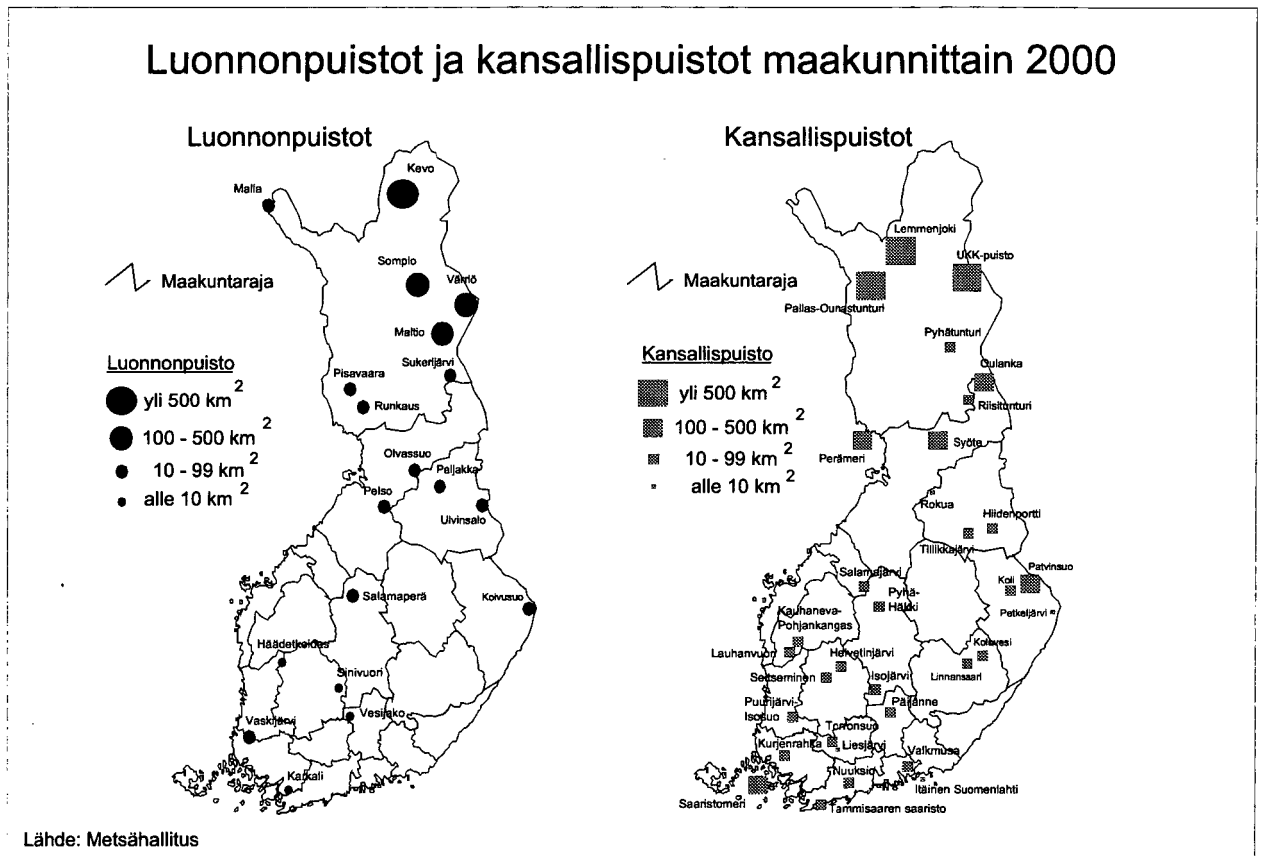 Luonnonpuistot ja kansallispuistot maakunnittain 2000
Luonnonpuistot
Kevo
Malla
Sompio
Värriö
Maakuntaraja
Maltio
Sukerijärvi
Luonnonpuisto
Pisavaara
yli 500 km 2
Runkaus
100 - 500 km 2
10 - 99 km 2
alle 10 km 2
Olvassuo
Paljakka
Pelso
Ulvinsalo
Salamaperä
Koivusuo
Häädetkeidas
Sinivuori
Vesijako
Vaskijärvi
Karkali
Kansallispuistot
Lemmenjoki
UKK-puisto
Maakuntaraja
Pallas-Ounastunturi
Pyhätunturi
Kansallispuisto
Oulanka
yli 500 km 2
Riisitunturi
100 - 500 km 2
10 - 99 km 2
alle 10 km 2
Perämeri
Syöte
Rokua
Hiidenportti
Tiilikkajärvi
Patvinsuo
Salamajärvi
Koli
Pyhä-
Häkki
Petkeljärvi
Kauhaneva-
Pohjankangas
Kolovesi
Lauhanvuori
Helvetinjärvi
Linnansaari
Seitseminen
Isojärvi
Puurijärvi-
Isosuo
Päijänne
Torronsuo
Kurjenrahka
Liesjärvi
Valkmusa
Nuuksio
Itäinen Suomenlahti
Saaristomeri
Tammisaaren saaristo
Lähde: Metsähallitus